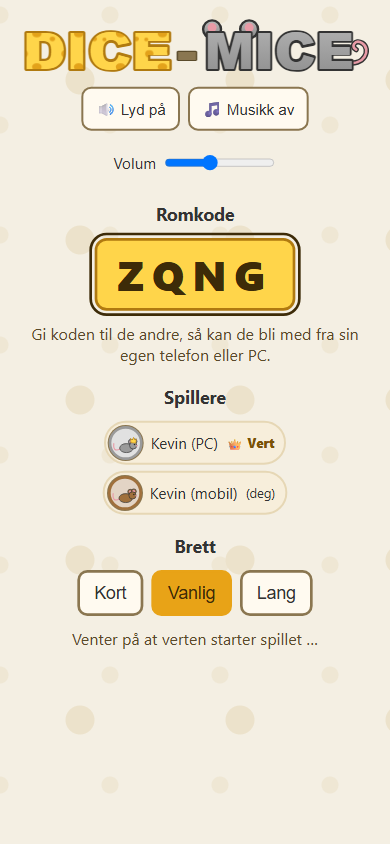 DICE-MICE
Lyd på Musikk av
Volum
Romkode
ZQNG
Gi koden til de andre, så kan de bli med fra sin
egen telefon eller PC.
Spillere
Kevin (PC) Vert
Kevin (mobil) (deg)
Brett
Kort Vanlig Lang
Venter på at verten starter spillet ...